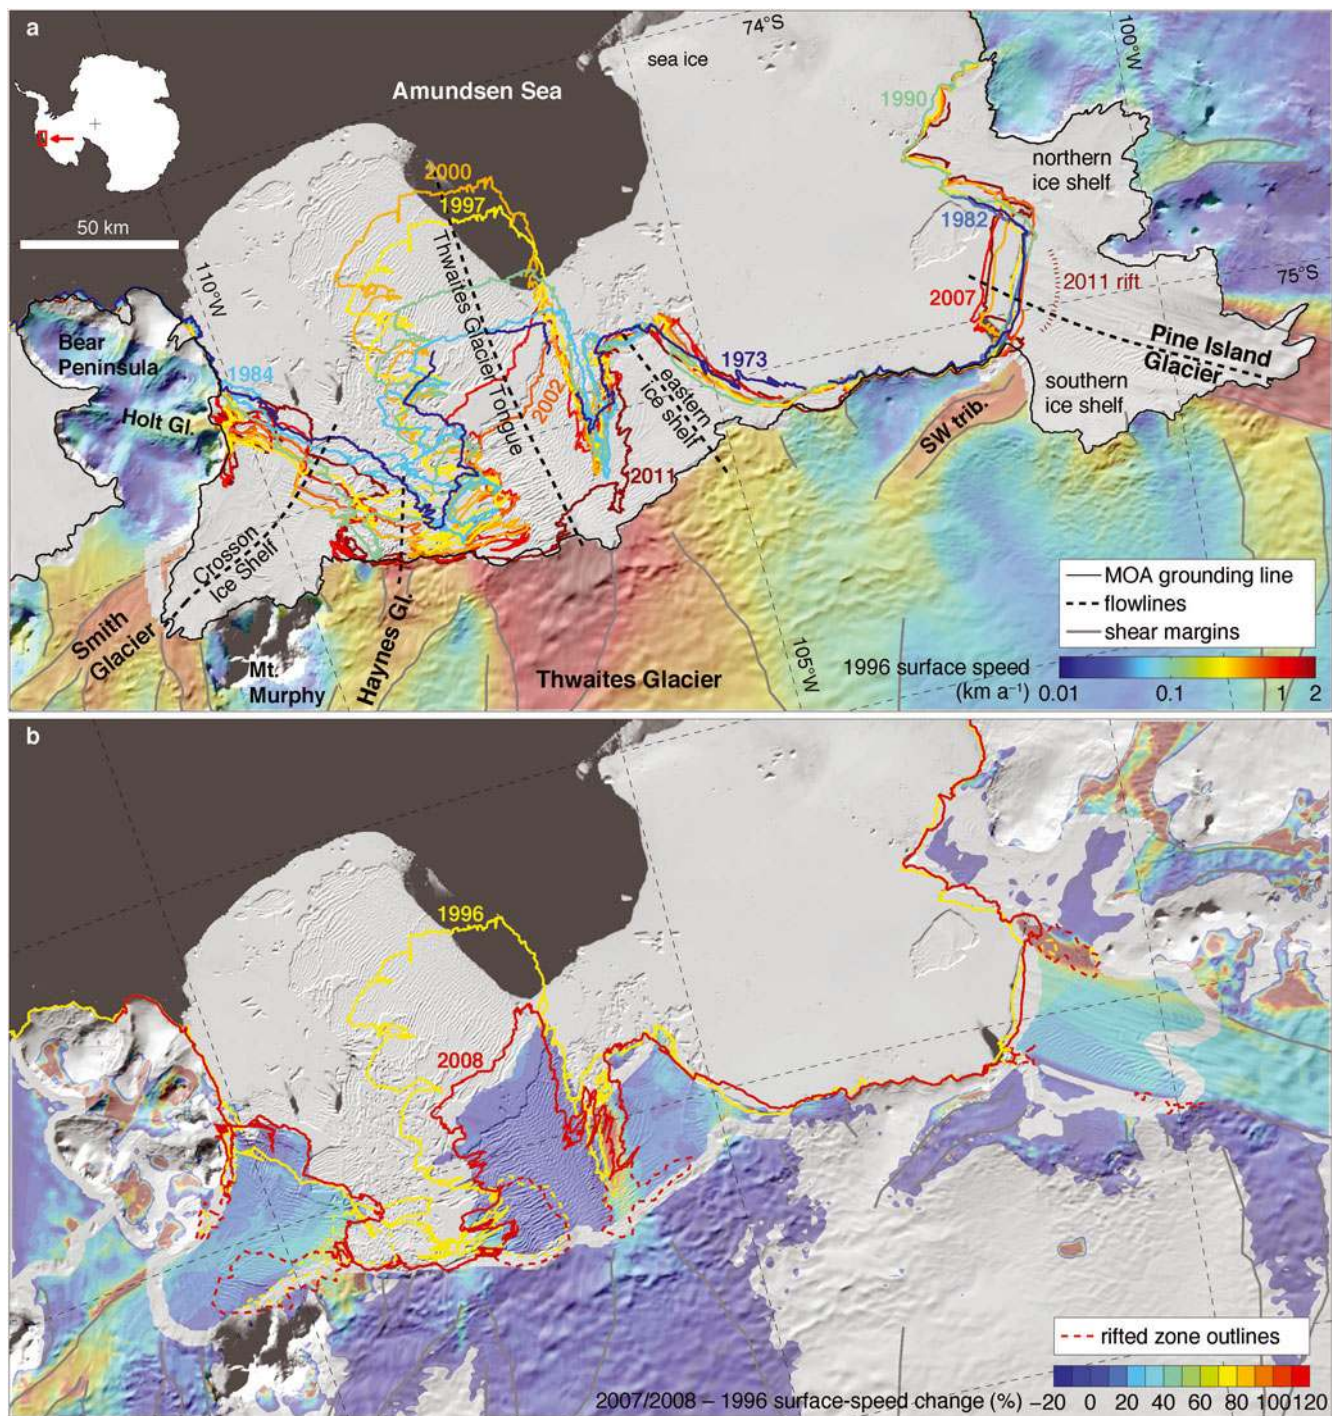 a
74°S
100°W
sea ice
Amundsen Sea
1990
northern
ice shelf
2000
1997
1982
50 km
Thwaites Glacier Tongue
110°W
75°S
2011 rift
2007
Bear
Peninsula
1984
1973
Pine Island
Glacier
eastern
ice shelf
2002
southern
ice shelf
Holt Gl.
SW trib.
2011
Crosson
Ice Shelf
Smith
Glacier
Haynes Gl.
Mt.
Murphy
Thwaites Glacier
105°W
MOA grounding line
flowlines
shear margins
1996 surface speed
(km a⁻¹)
0.01 0.1 1 2
b
1996
2008
rifted zone outlines
2007/2008 – 1996 surface-speed change (%)
−20 0 20 40 60 80 100 120